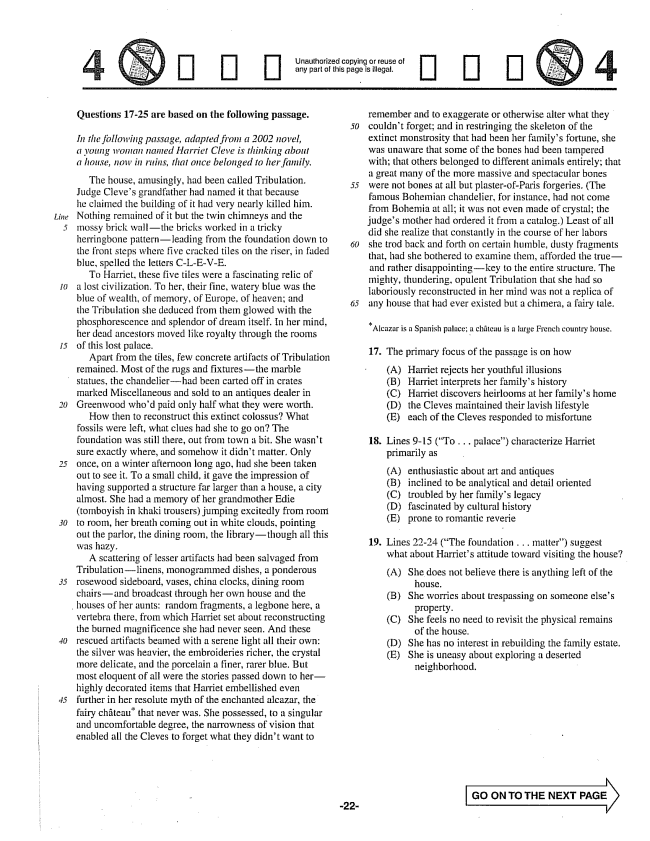 4
Unauthorized copying or reuse of
any part of this page is illegal.
4
Questions 17-25 are based on the following passage.
In the following passage, adapted from a 2002 novel,
a young woman named Harriet Cleve is thinking about
a house, now in ruins, that once belonged to her family.
The house, amusingly, had been called Tribulation.
Judge Cleve's grandfather had named it that because
he claimed the building of it had very nearly killed him.
Line Nothing remained of it but the twin chimneys and the
5 mossy brick wall—the bricks worked in a tricky
herringbone pattern—leading from the foundation down to
the front steps where five cracked tiles on the riser, in faded
blue, spelled the letters C-L-E-V-E.
To Harriet, these five tiles were a fascinating relic of
10 a lost civilization. To her, their fine, watery blue was the
blue of wealth, of memory, of Europe, of heaven; and
the Tribulation she deduced from them glowed with the
phosphorescence and splendor of dream itself. In her mind,
her dead ancestors moved like royalty through the rooms
15 of this lost palace.
Apart from the tiles, few concrete artifacts of Tribulation
remained. Most of the rugs and fixtures—the marble
statues, the chandelier—had been carted off in crates
marked Miscellaneous and sold to an antiques dealer in
20 Greenwood who'd paid only half what they were worth.
How then to reconstruct this extinct colossus? What
fossils were left, what clues had she to go on? The
foundation was still there, out from town a bit. She wasn't
sure exactly where, and somehow it didn't matter. Only
25 once, on a winter afternoon long ago, had she been taken
out to see it. To a small child, it gave the impression of
having supported a structure far larger than a house, a city
almost. She had a memory of her grandmother Edie
(tomboyish in khaki trousers) jumping excitedly from room
30 to room, her breath coming out in white clouds, pointing
out the parlor, the dining room, the library—though all this
was hazy.
A scattering of lesser artifacts had been salvaged from
Tribulation—linens, monogrammed dishes, a ponderous
35 rosewood sideboard, vases, china clocks, dining room
chairs—and broadcast through her own house and the
houses of her aunts: random fragments, a legbone here, a
vertebra there, from which Harriet set about reconstructing
the burned magnificence she had never seen. And these
40 rescued artifacts beamed with a serene light all their own:
the silver was heavier, the embroideries richer, the crystal
more delicate, and the porcelain a finer, rarer blue. But
most eloquent of all were the stories passed down to her—
highly decorated items that Harriet embellished even
45 further in her resolute myth of the enchanted alcazar, the
fairy château* that never was. She possessed, to a singular
and uncomfortable degree, the narrowness of vision that
enabled all the Cleves to forget what they didn't want to
remember and to exaggerate or otherwise alter what they
50 couldn't forget; and in restringing the skeleton of the
extinct monstrosity that had been her family's fortune, she
was unaware that some of the bones had been tampered
with; that others belonged to different animals entirely; that
a great many of the more massive and spectacular bones
55 were not bones at all but plaster-of-Paris forgeries. (The
famous Bohemian chandelier, for instance, had not come
from Bohemia at all; it was not even made of crystal; the
judge's mother had ordered it from a catalog.) Least of all
did she realize that constantly in the course of her labors
60 she trod back and forth on certain humble, dusty fragments
that, had she bothered to examine them, afforded the true—
and rather disappointing—key to the entire structure. The
mighty, thundering, opulent Tribulation that she had so
laboriously reconstructed in her mind was not a replica of
65 any house that had ever existed but a chimera, a fairy tale.
*Alcazar is a Spanish palace; a château is a large French country house.
17. The primary focus of the passage is on how
(A) Harriet rejects her youthful illusions
(B) Harriet interprets her family's history
(C) Harriet discovers heirlooms at her family's home
(D) the Cleves maintained their lavish lifestyle
(E) each of the Cleves responded to misfortune
18. Lines 9-15 ("To . . . palace") characterize Harriet
primarily as
(A) enthusiastic about art and antiques
(B) inclined to be analytical and detail oriented
(C) troubled by her family's legacy
(D) fascinated by cultural history
(E) prone to romantic reverie
19. Lines 22-24 ("The foundation . . . matter") suggest
what about Harriet's attitude toward visiting the house?
(A) She does not believe there is anything left of the
house.
(B) She worries about trespassing on someone else's
property.
(C) She feels no need to revisit the physical remains
of the house.
(D) She has no interest in rebuilding the family estate.
(E) She is uneasy about exploring a deserted
neighborhood.
GO ON TO THE NEXT PAGE
-22-